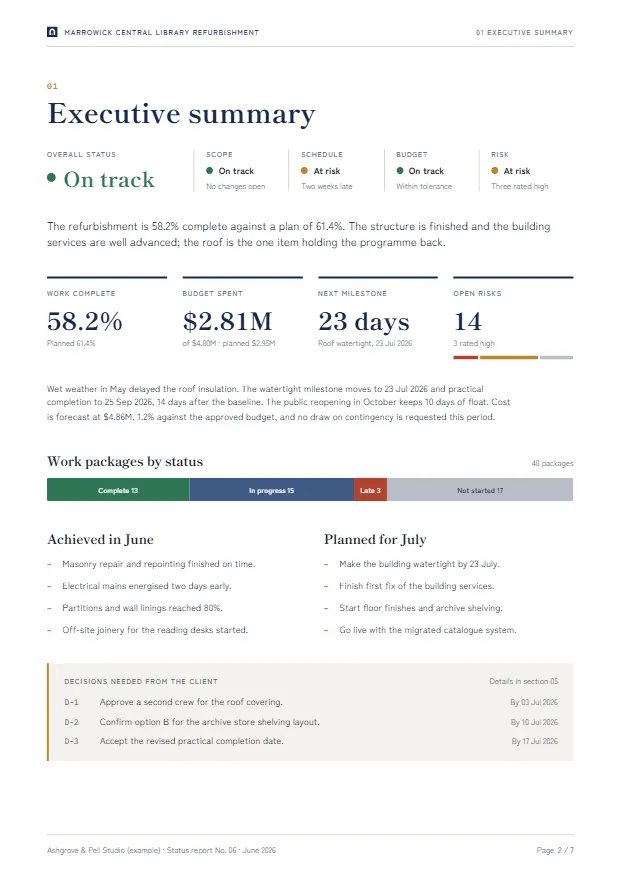 MARROWICK CENTRAL LIBRARY REFURBISHMENT
01 EXECUTIVE SUMMARY
01
Executive summary
OVERALL STATUS
On track
SCOPE
On track
No changes open
SCHEDULE
At risk
Two weeks late
BUDGET
On track
Within tolerance
RISK
At risk
Three rated high
The refurbishment is 58.2% complete against a plan of 61.4%. The structure is finished and the building
services are well advanced; the roof is the one item holding the programme back.
WORK COMPLETE
58.2%
Planned 61.4%
BUDGET SPENT
$2.81M
of $4.80M · planned $2.95M
NEXT MILESTONE
23 days
Roof watertight, 23 Jul 2026
OPEN RISKS
14
3 rated high
Wet weather in May delayed the roof insulation. The watertight milestone moves to 23 Jul 2026 and practical
completion to 25 Sep 2026, 14 days after the baseline. The public reopening in October keeps 10 days of float. Cost
is forecast at $4.86M, 1.2% against the approved budget, and no draw on contingency is requested this period.
Work packages by status
48 packages
Complete 13
In progress 15
Late 3
Not started 17
Achieved in June
– Masonry repair and repointing finished on time.
– Electrical mains energised two days early.
– Partitions and wall linings reached 80%.
– Off-site joinery for the reading desks started.
Planned for July
– Make the building watertight by 23 July.
– Finish first fix of the building services.
– Start floor finishes and archive shelving.
– Go live with the migrated catalogue system.
DECISIONS NEEDED FROM THE CLIENT
Details in section 05
D-1 Approve a second crew for the roof covering. By 03 Jul 2026
D-2 Confirm option B for the archive store shelving layout. By 10 Jul 2026
D-3 Accept the revised practical completion date. By 17 Jul 2026
Ashgrove & Pell Studio (example) · Status report No. 06 · June 2026
Page 2 / 7